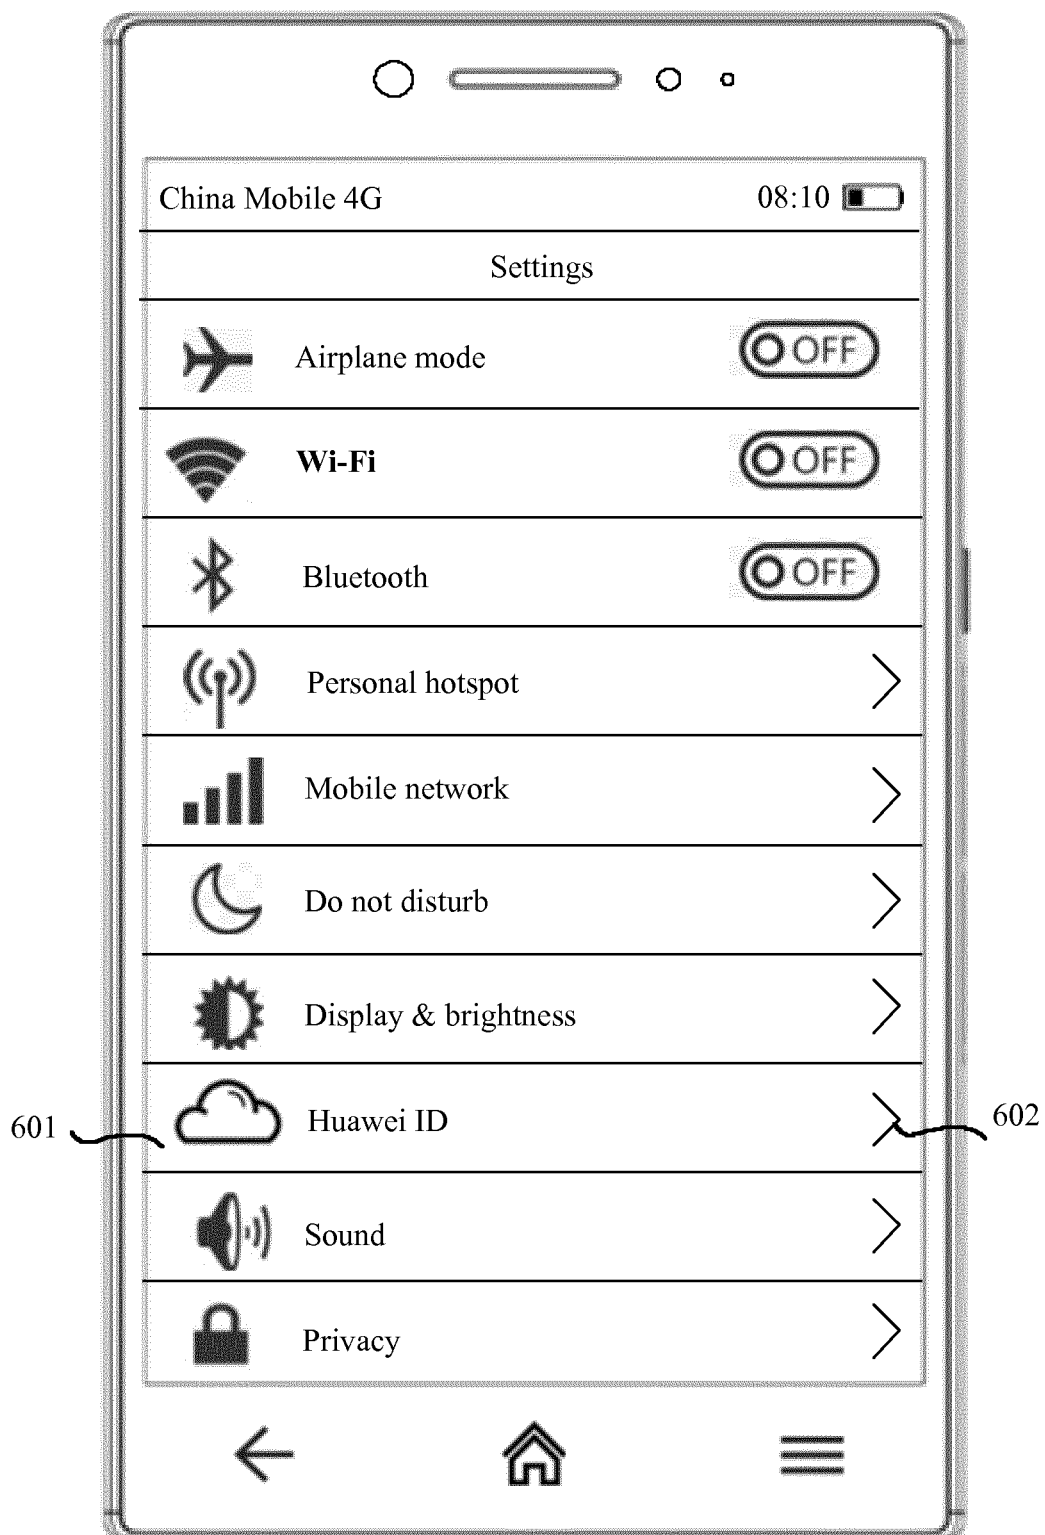 China Mobile 4G 08:10
Settings
Airplane mode OFF
Wi-Fi OFF
Bluetooth OFF
Personal hotspot
Mobile network
Do not disturb
Display & brightness
601 Huawei ID 602
Sound
Privacy